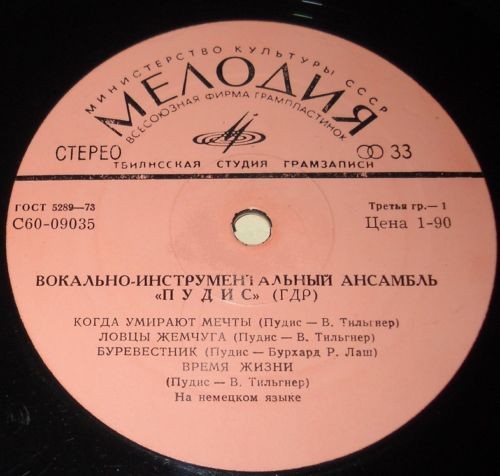 МИНИСТЕРСТВО КУЛЬТУРЫ СССР
МЕЛОДИЯ
ВСЕСОЮЗНАЯ ФИРМА ГРАМПЛАСТИНОК
СТЕРЕО
33
ТБИЛИССКАЯ СТУДИЯ ГРАМЗАПИСИ
ГОСТ 5289—73
Третья гр.— 1
С60-09035
Цена 1-90
ВОКАЛЬНО-ИНСТРУМЕНТАЛЬНЫЙ АНСАМБЛЬ
«ПУДИС» (ГДР)
КОГДА УМИРАЮТ МЕЧТЫ (Пудис — В. Тильгнер)
ЛОВЦЫ ЖЕМЧУГА (Пудис — В. Тильгнер)
БУРЕВЕСТНИК (Пудис — Бурхард Р. Лаш)
ВРЕМЯ ЖИЗНИ
(Пудис — В. Тильгнер)
На немецком языке